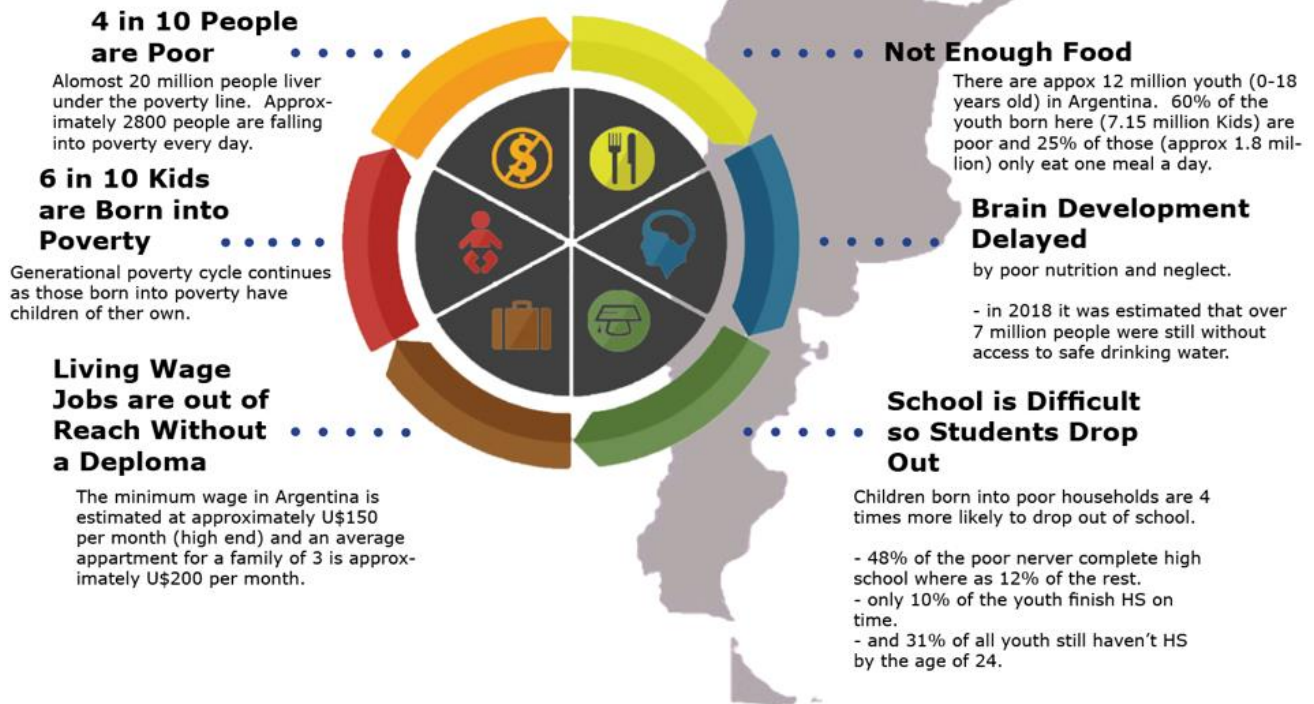 4 in 10 People
are Poor
Alomost 20 million people liver
under the poverty line.  Approx-
imately 2800 people are falling
into poverty every day.
6 in 10 Kids
are Born into
Poverty
Generational poverty cycle continues
as those born into poverty have
children of ther own.
Living Wage
Jobs are out of
Reach Without
a Deploma
The minimum wage in Argentina is
estimated at approximately U$150
per month (high end) and an average
appartment for a family of 3 is approx-
imately U$200 per month.
Not Enough Food
There are appox 12 million youth (0-18
years old) in Argentina.  60% of the
youth born here (7.15 million Kids) are
poor and 25% of those (approx 1.8 mil-
lion) only eat one meal a day.
Brain Development
Delayed
by poor nutrition and neglect.
- in 2018 it was estimated that over
7 million people were still without
access to safe drinking water.
School is Difficult
so Students Drop
Out
Children born into poor households are 4
times more likely to drop out of school.
- 48% of the poor nerver complete high
school where as 12% of the rest.
- only 10% of the youth finish HS on
time.
- and 31% of all youth still haven't HS
by the age of 24.